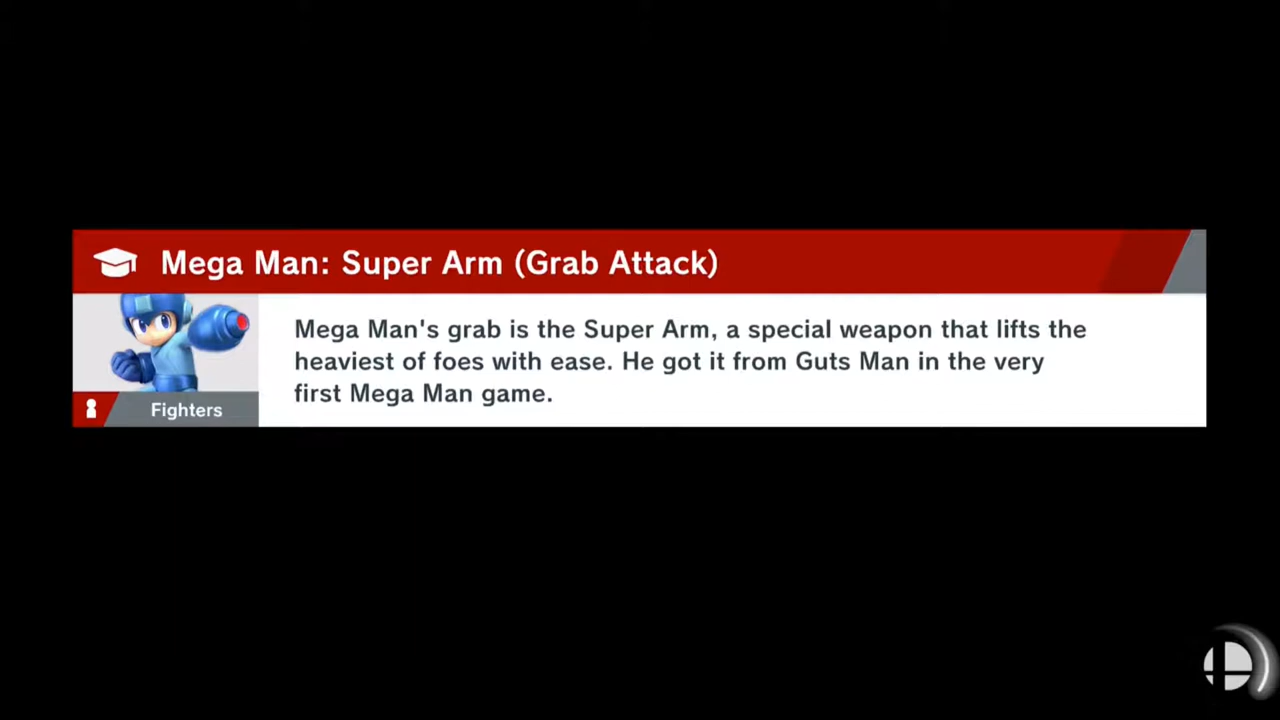 Mega Man: Super Arm (Grab Attack)
Mega Man's grab is the Super Arm, a special weapon that lifts the
heaviest of foes with ease. He got it from Guts Man in the very
first Mega Man game.
Fighters